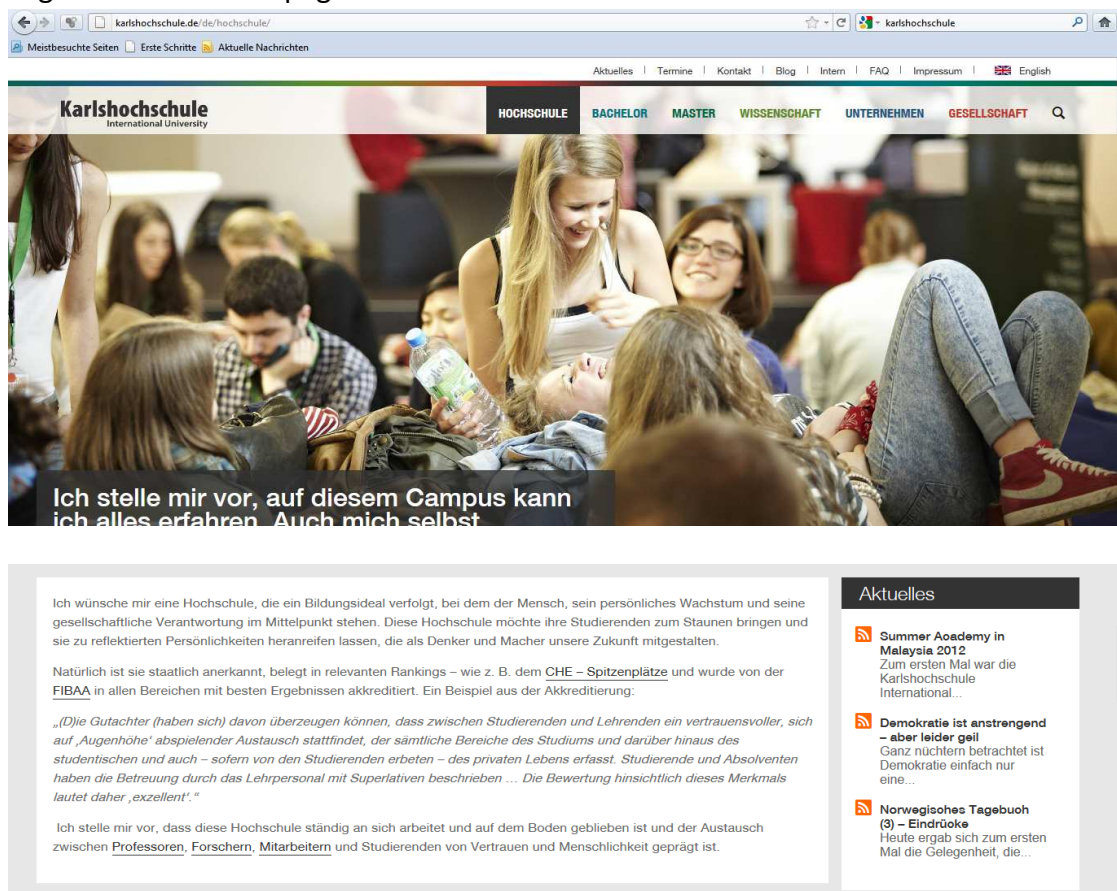 karlshochschule.de/de/hochschule/
karlshochschule
Meistbesuchte Seiten Erste Schritte Aktuelle Nachrichten
Aktuelles | Termine | Kontakt | Blog | Intern | FAQ | Impressum | English
Karlshochschule
International University
HOCHSCHULE BACHELOR MASTER WISSENSCHAFT UNTERNEHMEN GESELLSCHAFT
Ich stelle mir vor, auf diesem Campus kann
ich alles erfahren. Auch mich selbst.
Ich wünsche mir eine Hochschule, die ein Bildungsideal verfolgt, bei dem der Mensch, sein persönliches Wachstum und seine
gesellschaftliche Verantwortung im Mittelpunkt stehen. Diese Hochschule möchte ihre Studierenden zum Staunen bringen und
sie zu reflektierten Persönlichkeiten heranreifen lassen, die als Denker und Macher unsere Zukunft mitgestalten.
Natürlich ist sie staatlich anerkannt, belegt in relevanten Rankings – wie z. B. dem CHE – Spitzenplätze und wurde von der
FIBAA in allen Bereichen mit besten Ergebnissen akkreditiert. Ein Beispiel aus der Akkreditierung:
„(D)ie Gutachter (haben sich) davon überzeugen können, dass zwischen Studierenden und Lehrenden ein vertrauensvoller, sich
auf ‚Augenhöhe‘ abspielender Austausch stattfindet, der sämtliche Bereiche des Studiums und darüber hinaus des
studentischen und auch – sofern von den Studierenden erbeten – des privaten Lebens erfasst. Studierende und Absolventen
haben die Betreuung durch das Lehrpersonal mit Superlativen beschrieben … Die Bewertung hinsichtlich dieses Merkmals
lautet daher ‚exzellent‘.“
Ich stelle mir vor, dass diese Hochschule ständig an sich arbeitet und auf dem Boden geblieben ist und der Austausch
zwischen Professoren, Forschern, Mitarbeitern und Studierenden von Vertrauen und Menschlichkeit geprägt ist.
Aktuelles
Summer Academy in
Malaysia 2012
Zum ersten Mal war die
Karlshochschule
International...
Demokratie ist anstrengend
– aber leider geil
Ganz nüchtern betrachtet ist
Demokratie einfach nur
eine...
Norwegisches Tagebuch
(3) – Eindrücke
Heute ergab sich zum ersten
Mal die Gelegenheit, die...